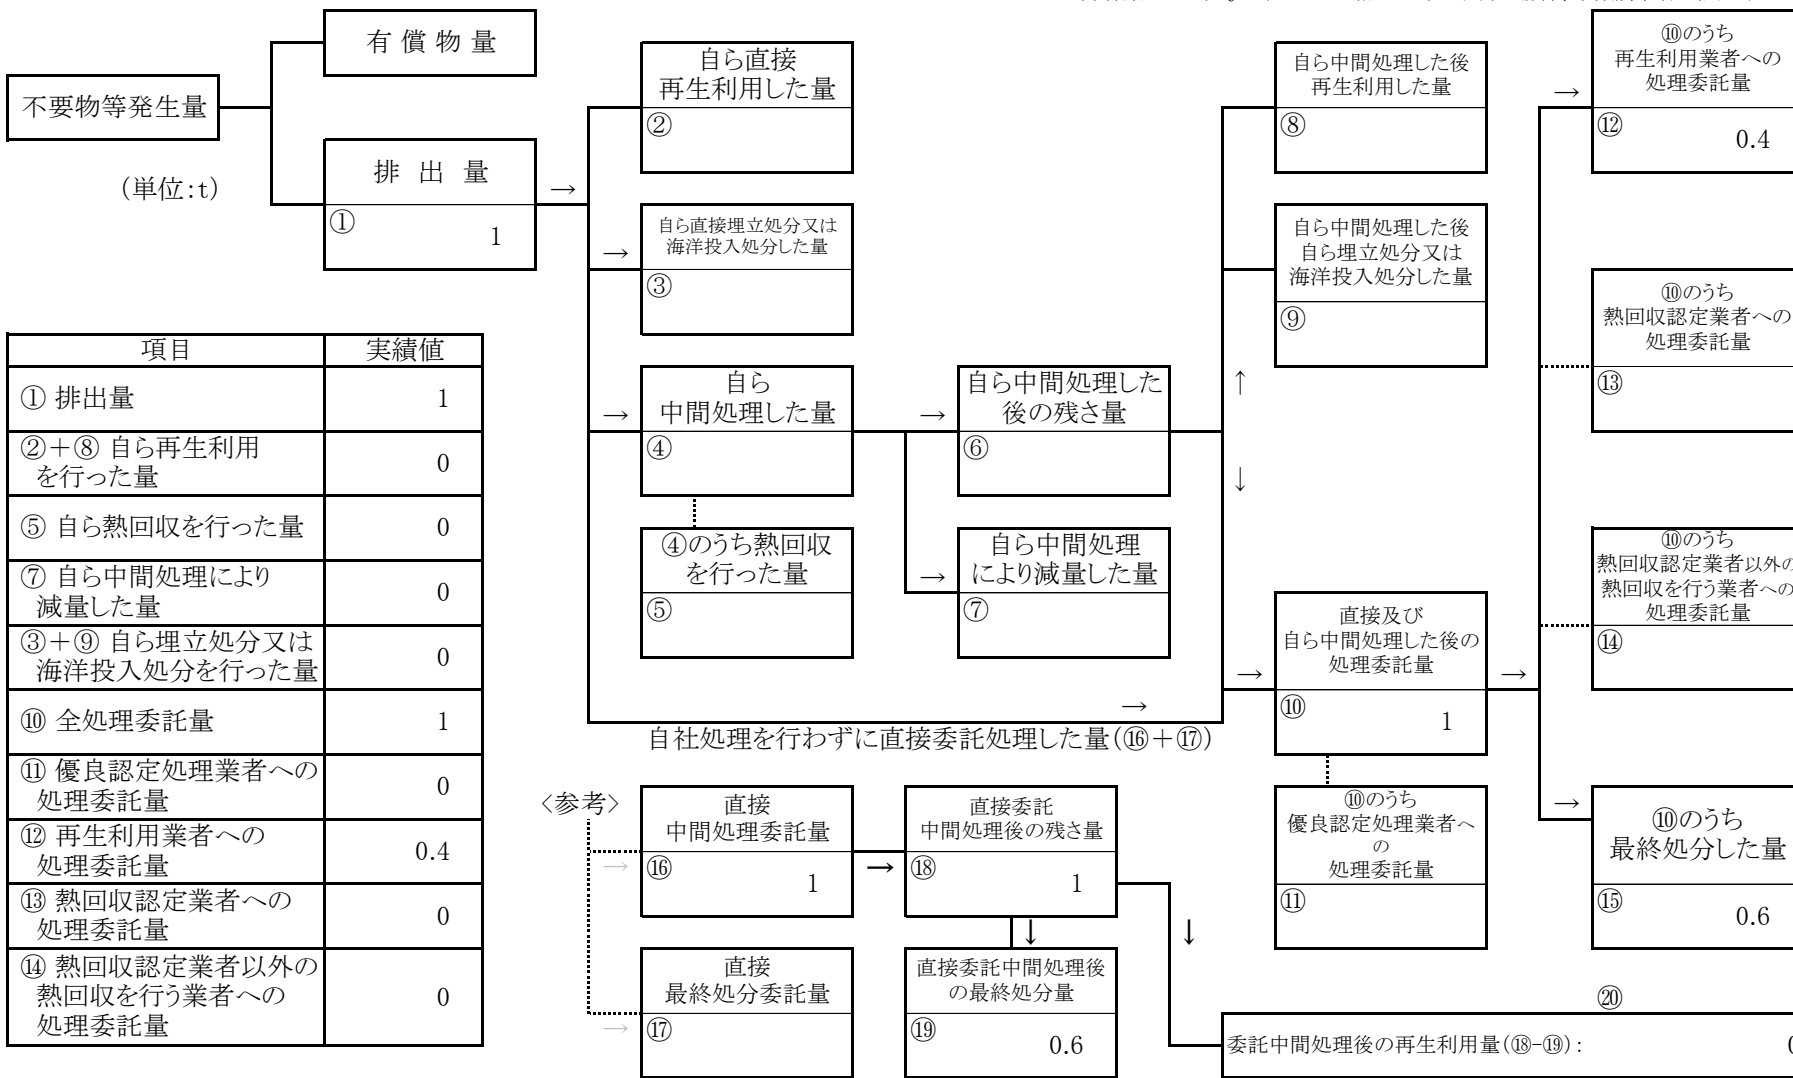 有 償 物 量
不要物等発生量
(単位:t)
排 出 量
→
①
1
自ら直接
再生利用した量
②
自ら直接埋立処分又は
海洋投入処分した量
→
③
自ら
中間処理した量
→
④
④のうち熱回収
を行った量
⑤
自ら中間処理した
後の残さ量
→
⑥
自ら中間処理
により減量した量
→
⑦
自ら中間処理した後
再生利用した量
⑧
自ら中間処理した後
自ら埋立処分又は
海洋投入処分した量
⑨
↑
↓
直接及び
自ら中間処理した後の
処理委託量
→
⑩
1
→
⑩のうち
優良認定処理業者へ
の
処理委託量
⑪
⑩のうち
再生利用業者への
処理委託量
→
⑫
0.4
⑩のうち
熱回収認定業者への
処理委託量
⑬
⑩のうち
熱回収認定業者以外の
熱回収を行う業者への
処理委託量
⑭
⑩のうち
最終処分した量
→
⑮
0.6
→
自社処理を行わずに直接委託処理した量(⑯+⑰)
<参考>
直接
中間処理委託量
→
⑯
1
→
直接委託
中間処理後の残さ量
⑱
1
↓
↓
直接
最終処分委託量
→
⑰
直接委託中間処理後
の最終処分量
⑲
0.6
⑳
委託中間処理後の再生利用量(⑱-⑲):
項目 実績値
① 排出量 1
②+⑧ 自ら再生利用
を行った量 0
⑤ 自ら熱回収を行った量 0
⑦ 自ら中間処理により
減量した量 0
③+⑨ 自ら埋立処分又は
海洋投入処分を行った量 0
⑩ 全処理委託量 1
⑪ 優良認定処理業者への
処理委託量 0
⑫ 再生利用業者への
処理委託量 0.4
⑬ 熱回収認定業者への
処理委託量 0
⑭ 熱回収認定業者以外の
熱回収を行う業者への
処理委託量 0